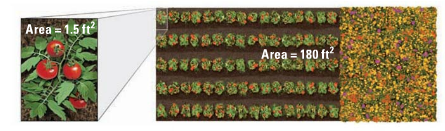 Area = 1.5 ft²
Area = 180 ft²